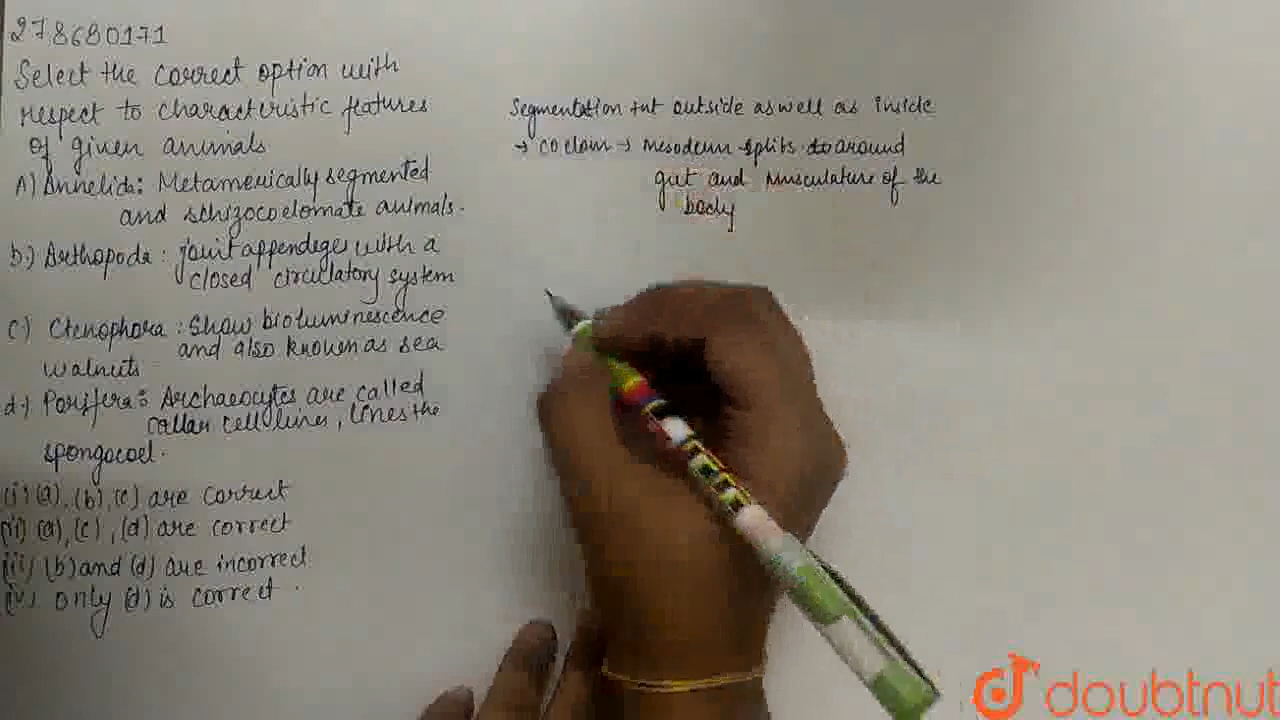 278680171
Select the correct option with
respect to characteristic features
of given animals
A) Annelida: Metamerically segmented
and schizocoelomate animals.
b.) Arthopoda: joint appendeges with a
closed circulatory system
c) Ctenophora: Show bioluminescence
and also known as sea
walnuts
d.) Porifera: Archaeocytes are called
collar cell lines, lines the
spongocoel.
(i) (a), (b), (c) are correct
(ii) (a), (c), (d) are correct
(iii) (b) and (d) are incorrect
(iv) only (d) is correct.
Segmentation +nt outside as well as inside
→ coelom → Mesoderm splits to around
gut and Musculature of the
body
doubtnut